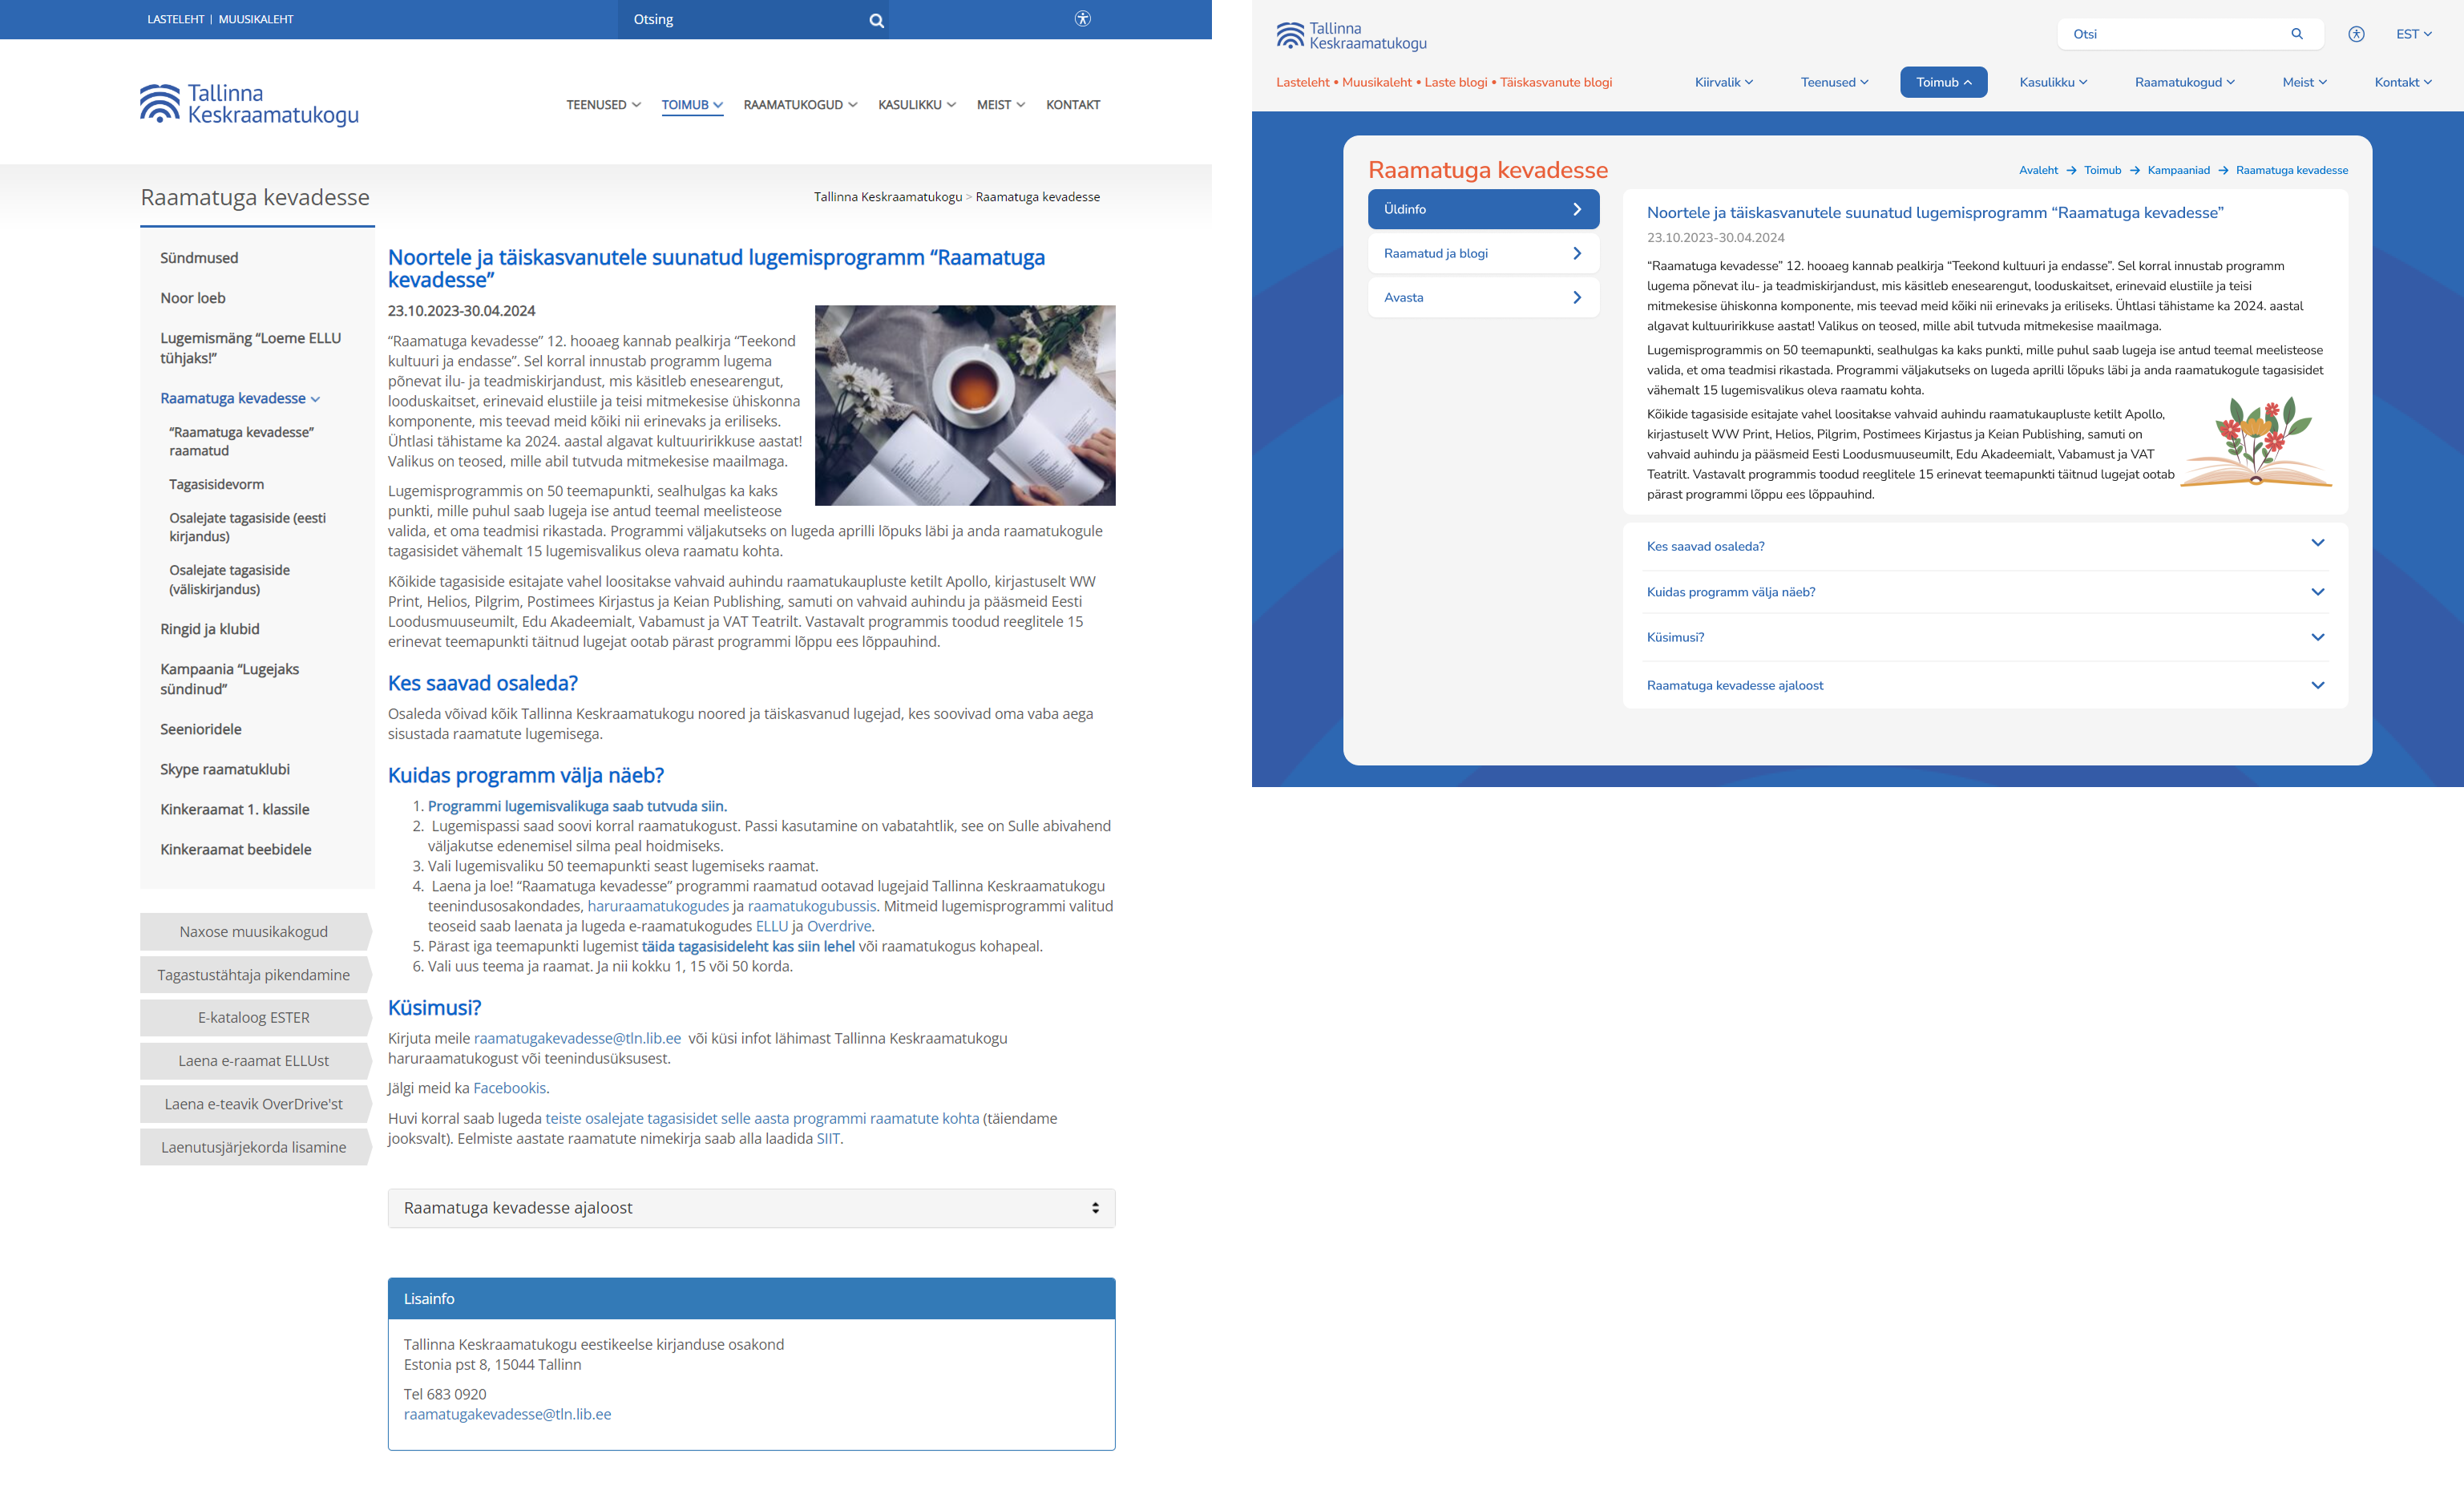 LASTELEHT | MUUSIKALEHT
Otsing
Tallinna
Keskraamatukogu
TEENUSED
TOIMUB
RAAMATUKOGUD
KASULIKKU
MEIST
KONTAKT
Raamatuga kevadesse
Tallinna Keskraamatukogu > Raamatuga kevadesse
Sündmused
Noor loeb
Lugemismäng “Loeme ELLU
tühjaks!”
Raamatuga kevadesse
“Raamatuga kevadesse”
raamatud
Tagasisidevorm
Osalejate tagasiside (eesti
kirjandus)
Osalejate tagasiside
(väliskirjandus)
Ringid ja klubid
Kampaania “Lugejaks
sündinud”
Seenioridele
Skype raamatuklubi
Kinkeraamat 1. klassile
Kinkeraamat beebidele
Naxose muusikakogud
Tagastustähtaja pikendamine
E-kataloog ESTER
Laena e-raamat ELLUst
Laena e-teavik OverDrive'st
Laenutusjärjekorda lisamine
Noortele ja täiskasvanutele suunatud lugemisprogramm “Raamatuga
kevadesse”
23.10.2023-30.04.2024
“Raamatuga kevadesse” 12. hooaeg kannab pealkirja “Teekond
kultuuri ja endasse”. Sel korral innustab programm lugema
põnevat ilu- ja teadmiskirjandust, mis käsitleb enesearengut,
looduskaitset, erinevaid elustiile ja teisi mitmekesise ühiskonna
komponente, mis teevad meid kõiki nii erinevaks ja eriliseks.
Ühtlasi tähistame ka 2024. aastal algavat kultuuririkkuse aastat!
Valikus on teosed, mille abil tutvuda mitmekesise maailmaga.
Lugemisprogrammis on 50 teemapunkti, sealhulgas ka kaks
punkti, mille puhul saab lugeja ise antud teemal meelisteose
valida, et oma teadmisi rikastada. Programmi väljakutseks on lugeda aprilli lõpuks läbi ja anda raamatukogule
tagasisidet vähemalt 15 lugemisvalikus oleva raamatu kohta.
Kõikide tagasiside esitajate vahel loositakse vahvaid auhindu raamatukaupluste ketilt Apollo, kirjastuselt WW
Print, Helios, Pilgrim, Postimees Kirjastus ja Keian Publishing, samuti on vahvaid auhindu ja pääsmeid Eesti
Loodusmuuseumilt, Edu Akadeemialt, Vabamust ja VAT Teatrilt. Vastavalt programmis toodud reeglitele 15
erinevat teemapunkti täitnud lugejat ootab pärast programmi lõppu ees lõppauhind.
Kes saavad osaleda?
Osaleda võivad kõik Tallinna Keskraamatukogu noored ja täiskasvanud lugejad, kes soovivad oma vaba aega
sisustada raamatute lugemisega.
Kuidas programm välja näeb?
1. Programmi lugemisvalikuga saab tutvuda siin.
2. Lugemispassi saad soovi korral raamatukogust. Passi kasutamine on vabatahtlik, see on Sulle abivahend
väljakutse edenemisel silma peal hoidmiseks.
3. Vali lugemisvaliku 50 teemapunkti seast lugemiseks raamat.
4. Laena ja loe! “Raamatuga kevadesse” programmi raamatud ootavad lugejaid Tallinna Keskraamatukogu
teenindusosakondades, haruraamatukogudes ja raamatukogubussis. Mitmeid lugemisprogrammi valitud
teoseid saab laenata ja lugeda e-raamatukogudes ELLU ja Overdrive.
5. Pärast iga teemapunkti lugemist täida tagasisideleht kas siin lehel või raamatukogus kohapeal.
6. Vali uus teema ja raamat. Ja nii kokku 1, 15 või 50 korda.
Küsimusi?
Kirjuta meile raamatugakevadesse@tln.lib.ee või küsi infot lähimast Tallinna Keskraamatukogu
haruraamatukogust või teenindusüksusest.
Jälgi meid ka Facebookis.
Huvi korral saab lugeda teiste osalejate tagasisidet selle aasta programmi raamatute kohta (täiendame
jooksvalt). Eelmiste aastate raamatute nimekirja saab alla laadida SIIT.
Raamatuga kevadesse ajaloost
Lisainfo
Tallinna Keskraamatukogu eestikeelse kirjanduse osakond
Estonia pst 8, 15044 Tallinn
Tel 683 0920
raamatugakevadesse@tln.lib.ee
Tallinna
Keskraamatukogu
Otsi
EST
Lasteleht • Muusikaleht • Laste blogi • Täiskasvanute blogi
Kiirvalik
Teenused
Toimub
Kasulikku
Raamatukogud
Meist
Kontakt
Raamatuga kevadesse
Avaleht → Toimub → Kampaaniad → Raamatuga kevadesse
Üldinfo
Raamatud ja blogi
Avasta
Noortele ja täiskasvanutele suunatud lugemisprogramm “Raamatuga kevadesse”
23.10.2023-30.04.2024
“Raamatuga kevadesse” 12. hooaeg kannab pealkirja “Teekond kultuuri ja endasse”. Sel korral innustab programm
lugema põnevat ilu- ja teadmiskirjandust, mis käsitleb enesearengut, looduskaitset, erinevaid elustiile ja teisi
mitmekesise ühiskonna komponente, mis teevad meid kõiki nii erinevaks ja eriliseks. Ühtlasi tähistame ka 2024. aastal
algavat kultuuririkkuse aastat! Valikus on teosed, mille abil tutvuda mitmekesise maailmaga.
Lugemisprogrammis on 50 teemapunkti, sealhulgas ka kaks punkti, mille puhul saab lugeja ise antud teemal meelisteose
valida, et oma teadmisi rikastada. Programmi väljakutseks on lugeda aprilli lõpuks läbi ja anda raamatukogule tagasisidet
vähemalt 15 lugemisvalikus oleva raamatu kohta.
Kõikide tagasiside esitajate vahel loositakse vahvaid auhindu raamatukaupluste ketilt Apollo,
kirjastuselt WW Print, Helios, Pilgrim, Postimees Kirjastus ja Keian Publishing, samuti on
vahvaid auhindu ja pääsmeid Eesti Loodusmuuseumilt, Edu Akadeemialt, Vabamust ja VAT
Teatrilt. Vastavalt programmis toodud reeglitele 15 erinevat teemapunkti täitnud lugejat ootab
pärast programmi lõppu ees lõppauhind.
Kes saavad osaleda?
Kuidas programm välja näeb?
Küsimusi?
Raamatuga kevadesse ajaloost